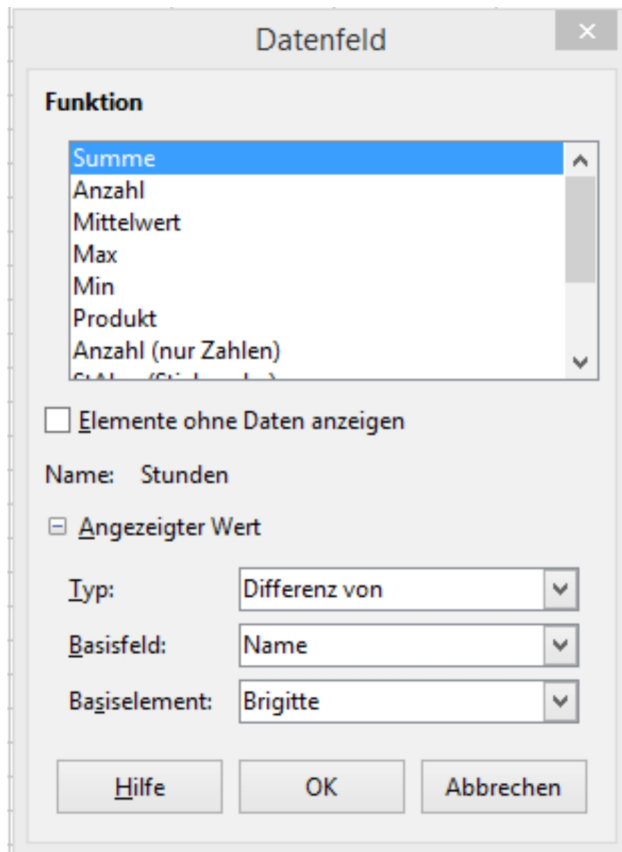 Datenfeld
Funktion
Summe
Anzahl
Mittelwert
Max
Min
Produkt
Anzahl (nur Zahlen)
Elemente ohne Daten anzeigen
Name: Stunden
Angezeigter Wert
Typ: Differenz von
Basisfeld: Name
Basiselement: Brigitte
Hilfe OK Abbrechen